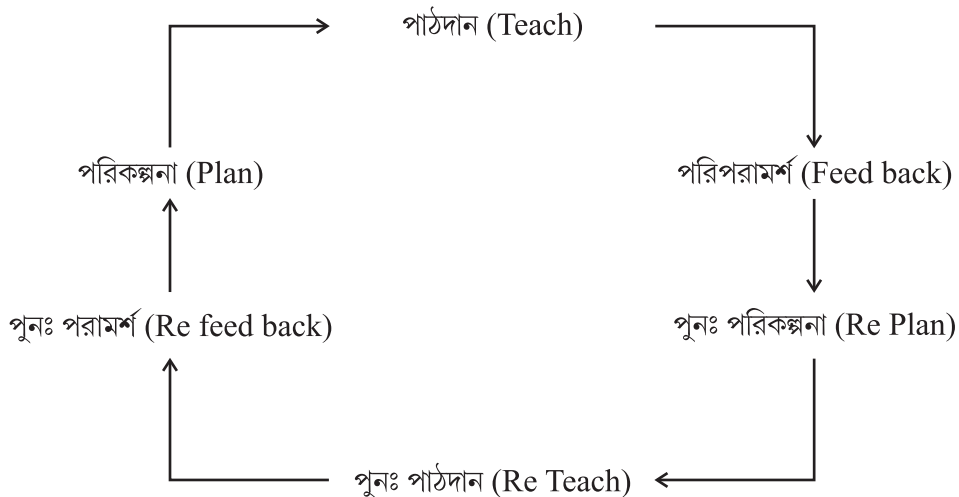 পাঠদান (Teach)
পরিকল্পনা (Plan)
পরিপরামর্শ (Feed back)
পুনঃ পরামর্শ (Re feed back)
পুনঃ পরিকল্পনা (Re Plan)
পুনঃ পাঠদান (Re Teach)